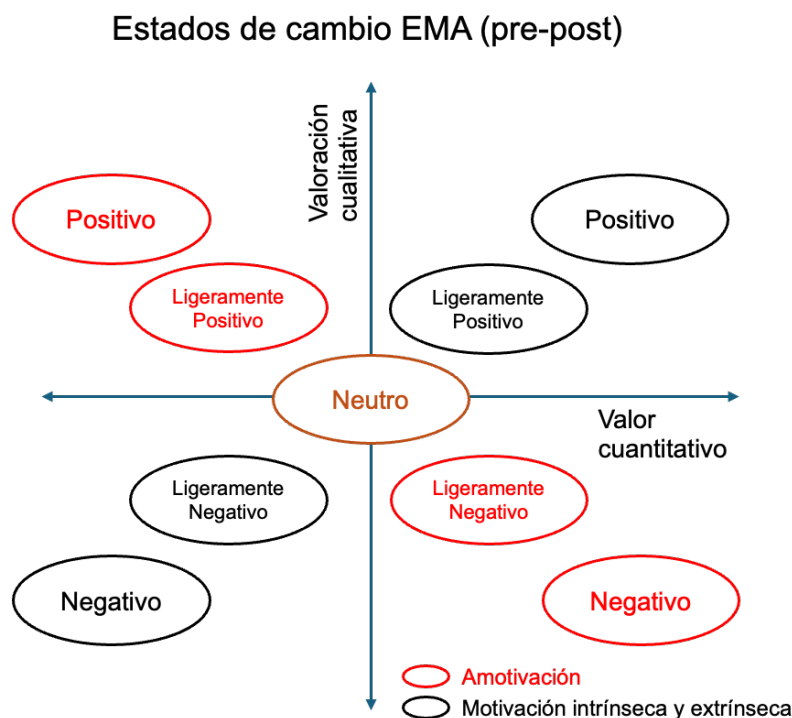 Estados de cambio EMA (pre-post)
Valoración
cualitativa
Positivo
Positivo
Ligeramente
Positivo
Ligeramente
Positivo
Neutro
Valor
cuantitativo
Ligeramente
Negativo
Ligeramente
Negativo
Negativo
Negativo
Amotivación
Motivación intrínseca y extrínseca